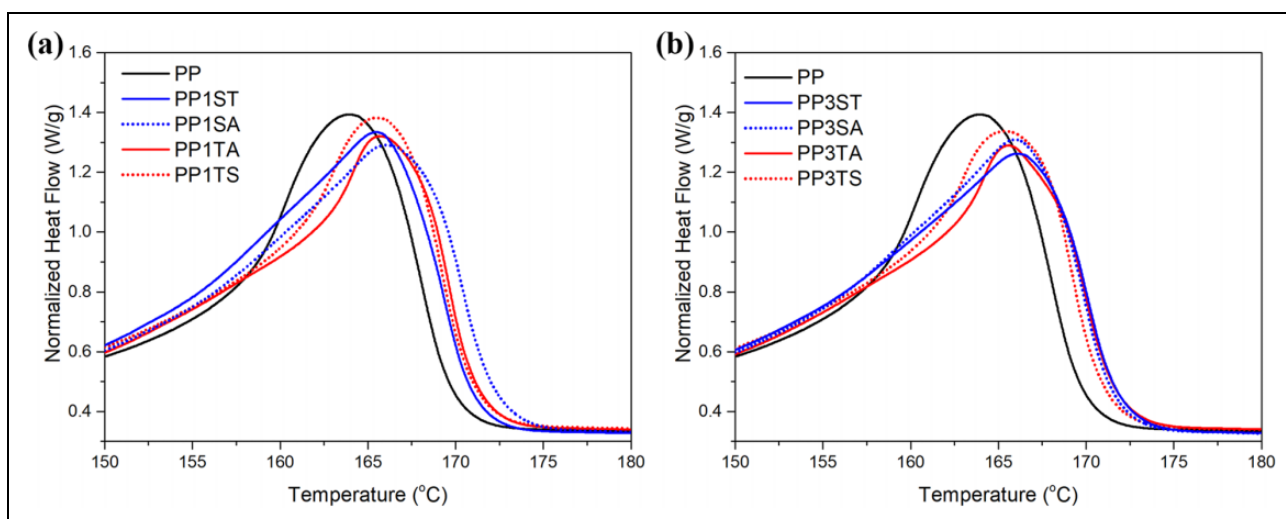 (a)
1.6
1.4
1.2
1.0
0.8
0.6
0.4
Normalized Heat Flow (W/g)
PP
PP1ST
PP1SA
PP1TA
PP1TS
150
155
160
165
170
175
180
Temperature (°C)
(b)
1.6
1.4
1.2
1.0
0.8
0.6
0.4
Normalized Heat Flow (W/g)
PP
PP3ST
PP3SA
PP3TA
PP3TS
150
155
160
165
170
175
180
Temperature (°C)